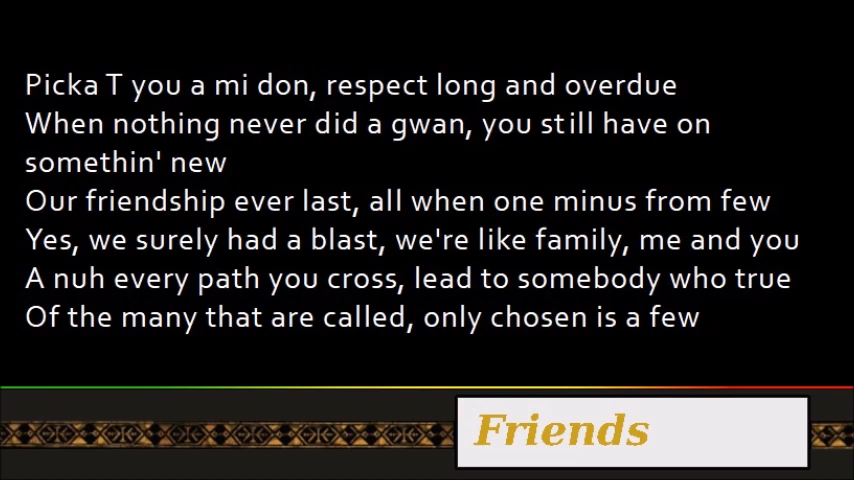 Picka T you a mi don, respect long and overdue
When nothing never did a gwan, you still have on
somethin' new
Our friendship ever last, all when one minus from few
Yes, we surely had a blast, we're like family, me and you
A nuh every path you cross, lead to somebody who true
Of the many that are called, only chosen is a few
Friends